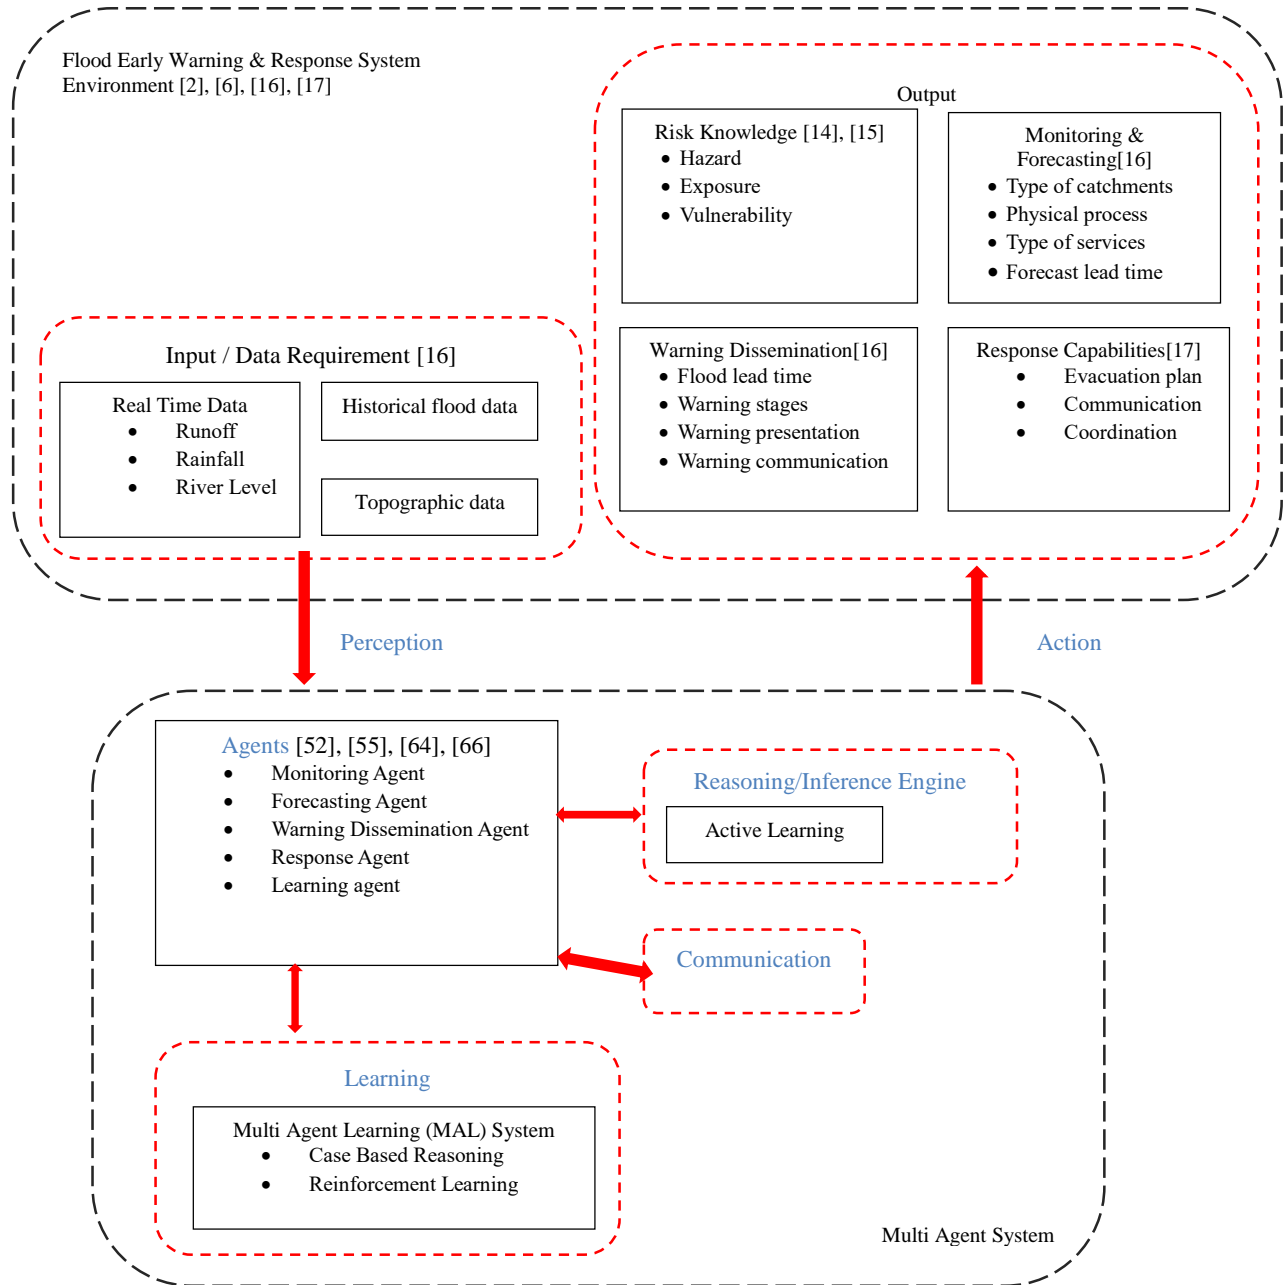 Flood Early Warning & Response System
Environment [2], [6], [16], [17]
Output
Risk Knowledge [14], [15]
• Hazard
• Exposure
• Vulnerability
Monitoring &
Forecasting[16]
• Type of catchments
• Physical process
• Type of services
• Forecast lead time
Warning Dissemination[16]
• Flood lead time
• Warning stages
• Warning presentation
• Warning communication
Response Capabilities[17]
• Evacuation plan
• Communication
• Coordination
Input / Data Requirement [16]
Real Time Data
• Runoff
• Rainfall
• River Level
Historical flood data
Topographic data
Perception
Action
Agents [52], [55], [64], [66]
• Monitoring Agent
• Forecasting Agent
• Warning Dissemination Agent
• Response Agent
• Learning agent
Reasoning/Inference Engine
Active Learning
Communication
Learning
Multi Agent Learning (MAL) System
• Case Based Reasoning
• Reinforcement Learning
Multi Agent System